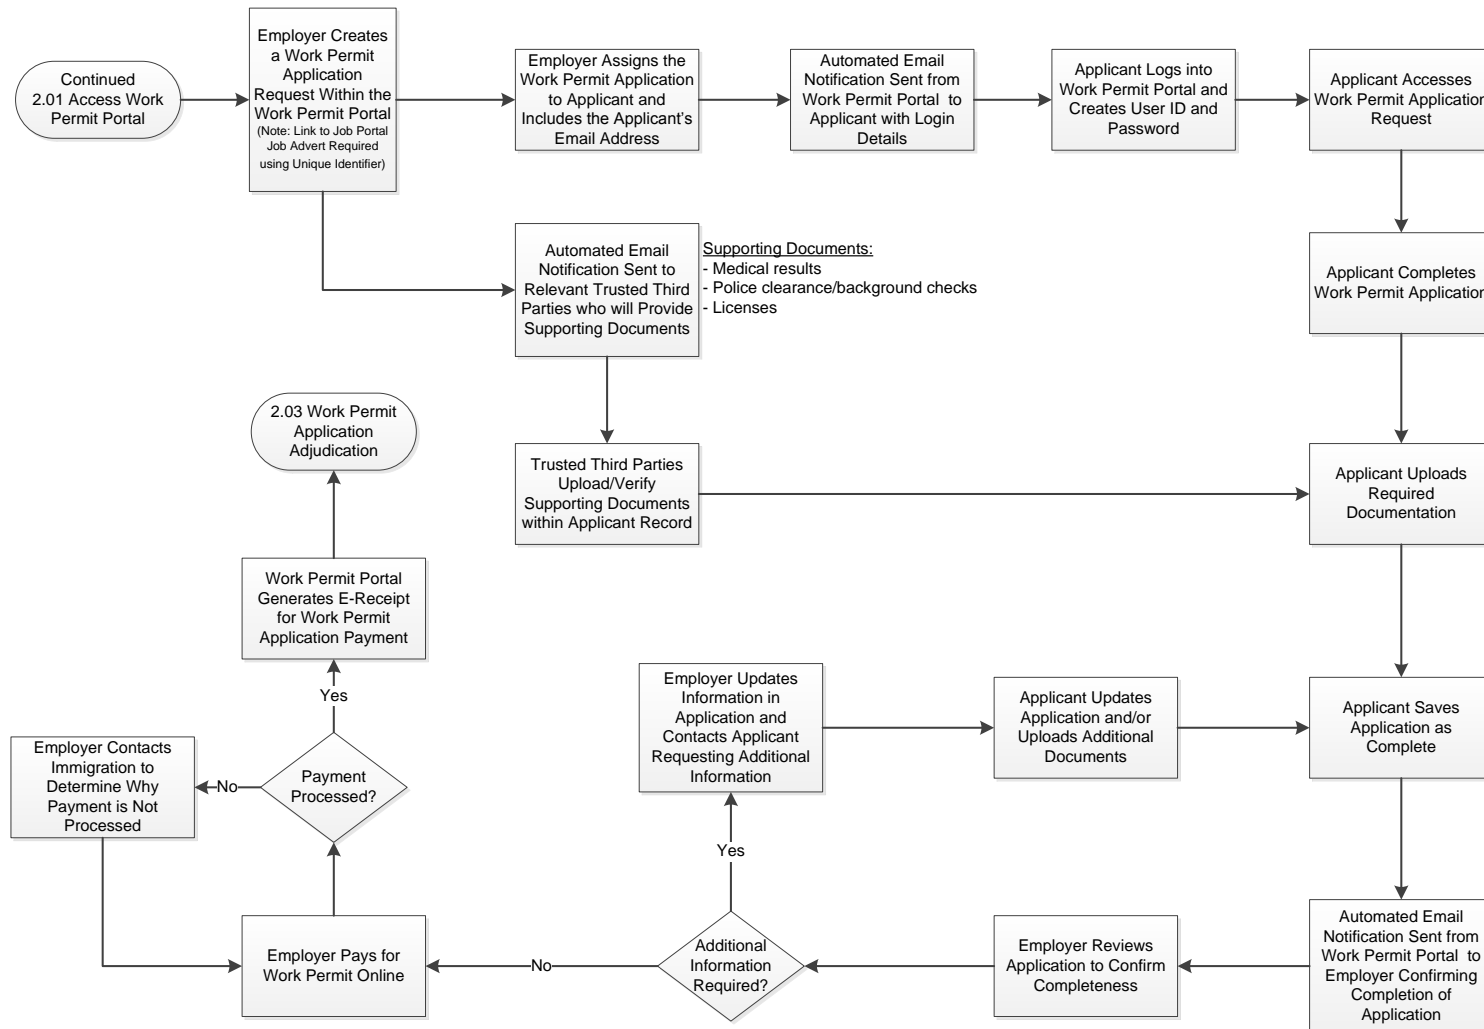 Continued
2.01 Access Work
Permit Portal
Employer Creates
a Work Permit
Application
Request Within the
Work Permit Portal
(Note: Link to Job Portal
Job Advert Required
using Unique Identifier)
Employer Assigns the
Work Permit Application
to Applicant and
Includes the Applicant's
Email Address
Automated Email
Notification Sent from
Work Permit Portal to
Applicant with Login
Details
Applicant Logs into
Work Permit Portal and
Creates User ID and
Password
Applicant Accesses
Work Permit Application
Request
Automated Email
Notification Sent to
Relevant Trusted Third
Parties who will Provide
Supporting Documents
Supporting Documents:
- Medical results
- Police clearance/background checks
- Licenses
Applicant Completes
Work Permit Application
2.03 Work Permit
Application
Adjudication
Trusted Third Parties
Upload/Verify
Supporting Documents
within Applicant Record
Applicant Uploads
Required
Documentation
Work Permit Portal
Generates E-Receipt
for Work Permit
Application Payment
Yes
Employer Updates
Information in
Application and
Contacts Applicant
Requesting Additional
Information
Applicant Updates
Application and/or
Uploads Additional
Documents
Applicant Saves
Application as
Complete
Employer Contacts
Immigration to
Determine Why
Payment is Not
Processed
No
Payment
Processed?
Yes
Employer Pays for
Work Permit Online
No
Additional
Information
Required?
Employer Reviews
Application to Confirm
Completeness
Automated Email
Notification Sent from
Work Permit Portal to
Employer Confirming
Completion of
Application